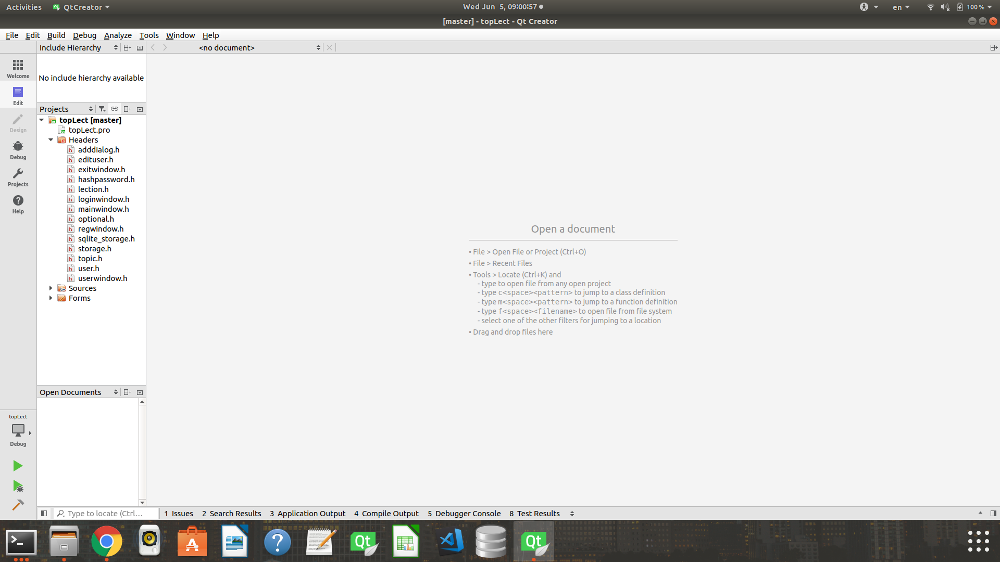 Activities QtCreator Wed Jun 5, 09:00:57 en 100 %
[master] - topLect - Qt Creator
File Edit Build Debug Analyze Tools Window Help
Include Hierarchy <no document>
No include hierarchy available
Welcome
Edit
Design
Debug
Projects
Help
Projects
topLect [master]
topLect.pro
Headers
adddialog.h
edituser.h
exitwindow.h
hashpassword.h
lection.h
loginwindow.h
mainwindow.h
optional.h
regwindow.h
sqlite_storage.h
storage.h
topic.h
user.h
userwindow.h
Sources
Forms
Open a document
• File > Open File or Project (Ctrl+O)
• File > Recent Files
• Tools > Locate (Ctrl+K) and
- type to open file from any open project
- type c<space><pattern> to jump to a class definition
- type m<space><pattern> to jump to a function definition
- type f<space><filename> to open file from file system
- select one of the other filters for jumping to a location
• Drag and drop files here
Open Documents
topLect
Debug
Type to locate (Ctrl... 1 Issues 2 Search Results 3 Application Output 4 Compile Output 5 Debugger Console 8 Test Results